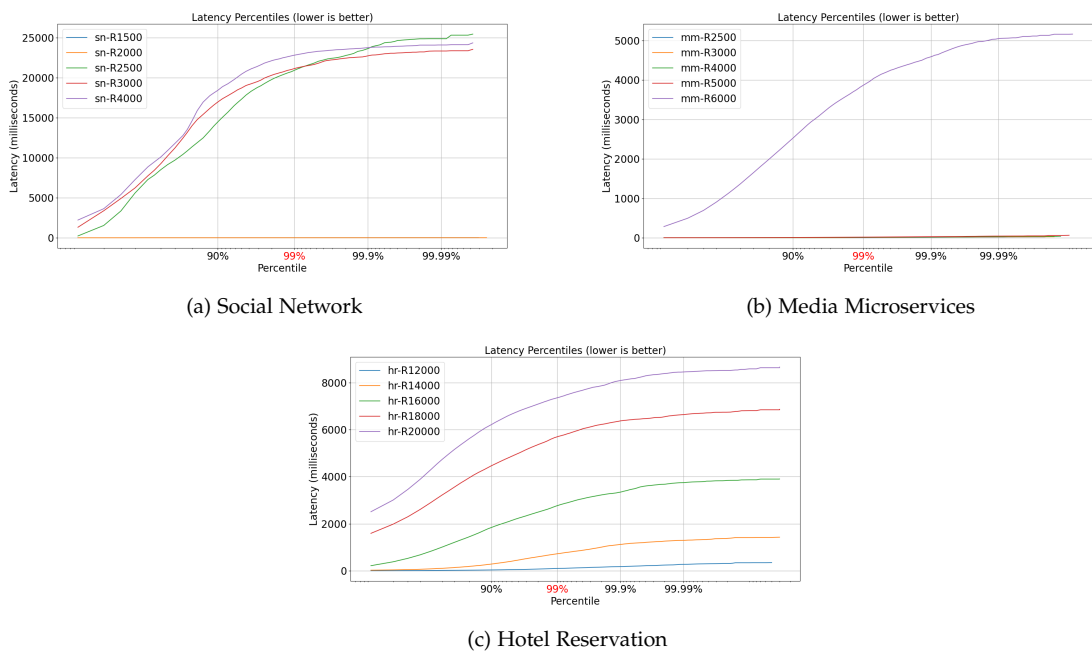 Latency Percentiles (lower is better)
sn-R1500
sn-R2000
sn-R2500
sn-R3000
sn-R4000
25000
20000
15000
10000
5000
0
Latency (milliseconds)
90%
99%
99.9%
99.99%
Percentile
(a) Social Network
Latency Percentiles (lower is better)
mm-R2500
mm-R3000
mm-R4000
mm-R5000
mm-R6000
5000
4000
3000
2000
1000
0
Latency (milliseconds)
90%
99%
99.9%
99.99%
Percentile
(b) Media Microservices
Latency Percentiles (lower is better)
hr-R12000
hr-R14000
hr-R16000
hr-R18000
hr-R20000
8000
6000
4000
2000
0
Latency (milliseconds)
90%
99%
99.9%
99.99%
Percentile
(c) Hotel Reservation